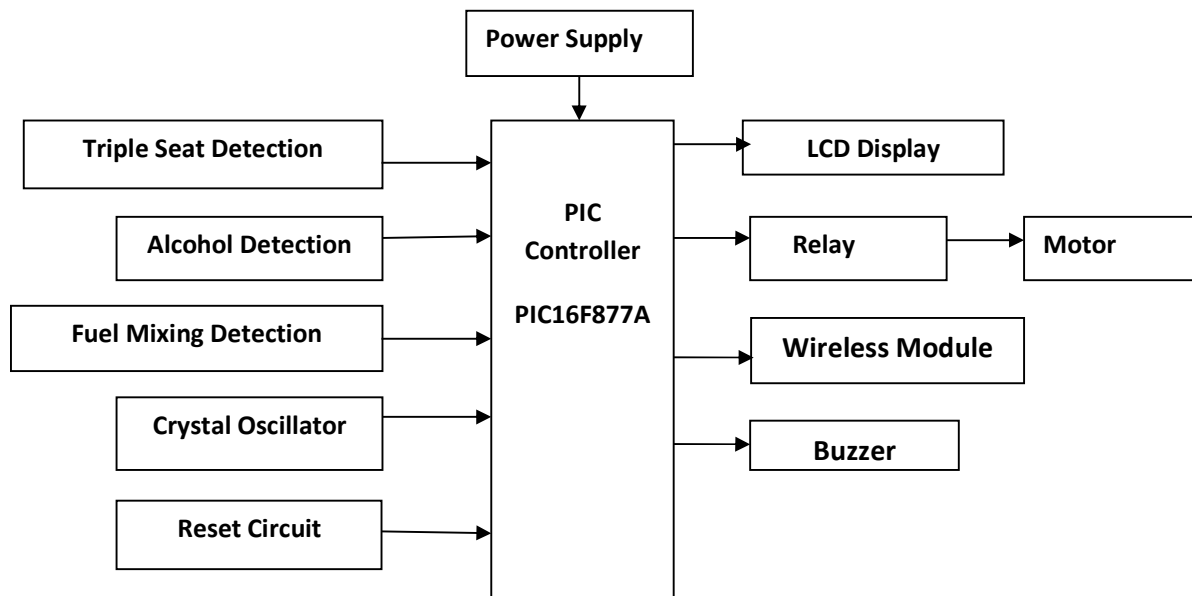 Power Supply
Triple Seat Detection
Alcohol Detection
Fuel Mixing Detection
Crystal Oscillator
Reset Circuit
PIC
Controller
PIC16F877A
LCD Display
Relay
Motor
Wireless Module
Buzzer